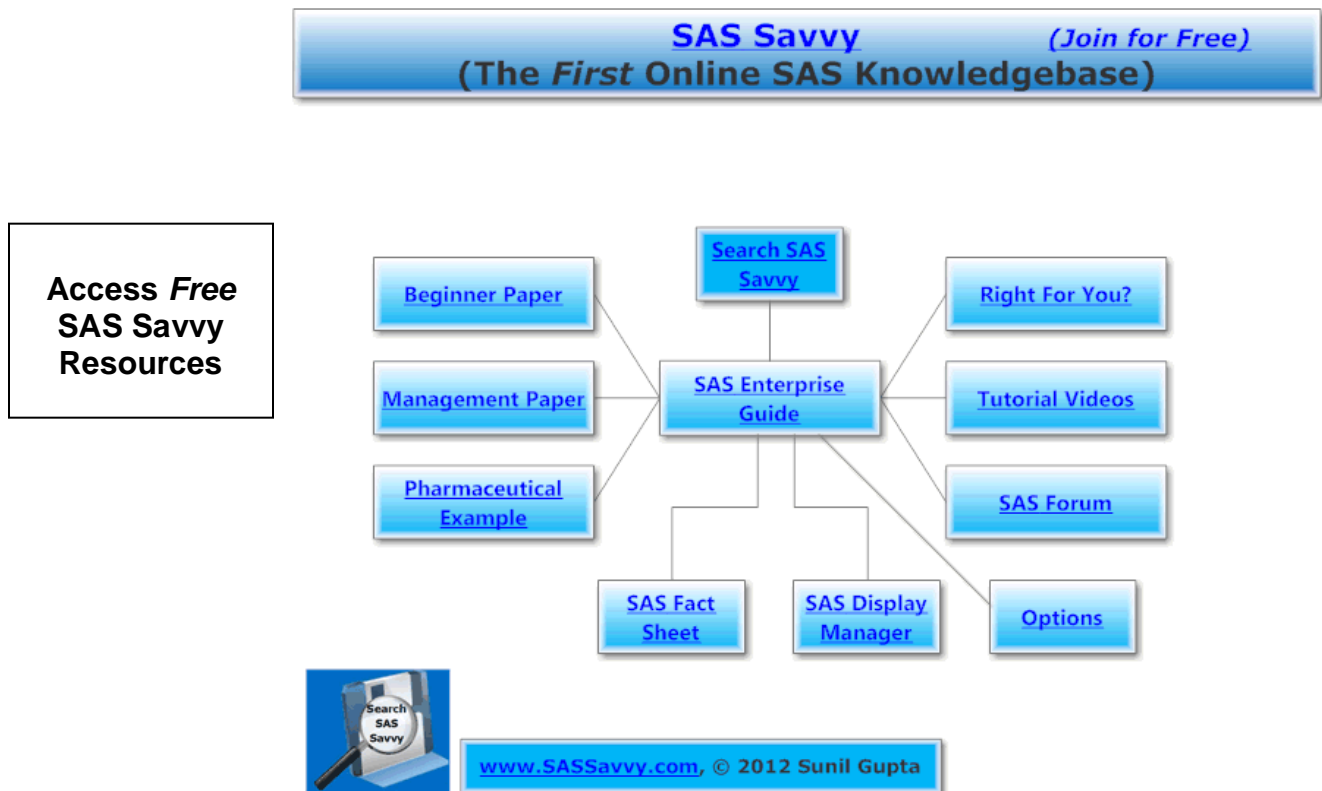 SAS Savvy (Join for Free)
(The First Online SAS Knowledgebase)
Access Free
SAS Savvy
Resources
Search SAS
Savvy
Beginner Paper
Right For You?
Management Paper
SAS Enterprise
Guide
Tutorial Videos
Pharmaceutical
Example
SAS Forum
SAS Fact
Sheet
SAS Display
Manager
Options
Search
SAS
Savvy
www.SASSavvy.com, © 2012 Sunil Gupta